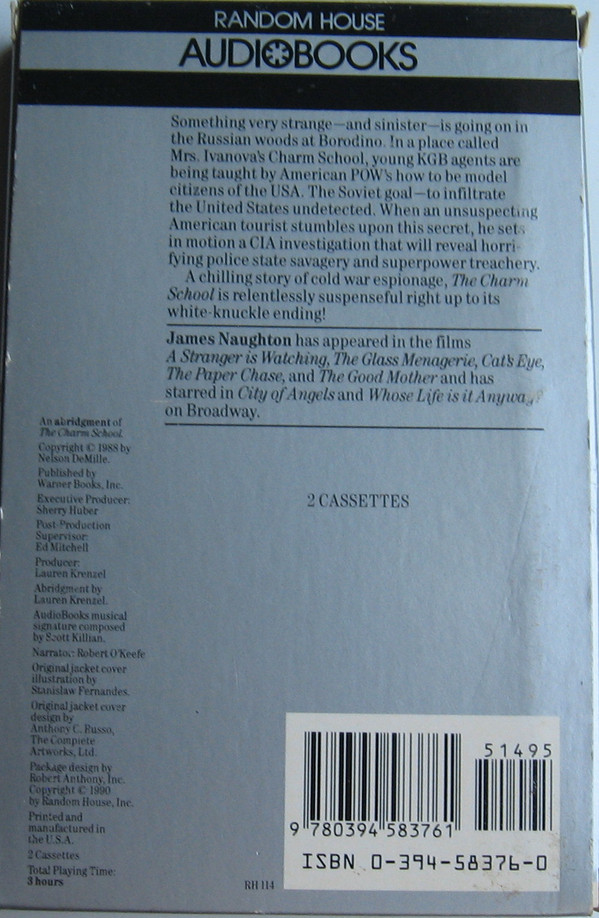 RANDOM HOUSE
AUDIOBOOKS
Something very strange—and sinister—is going on in
the Russian woods at Borodino. In a place called
Mrs. Ivanova's Charm School, young KGB agents are
being taught by American POW's how to be model
citizens of the USA. The Soviet goal—to infiltrate
the United States undetected. When an unsuspecting
American tourist stumbles upon this secret, he sets
in motion a CIA investigation that will reveal horri-
fying police state savagery and superpower treachery.
A chilling story of cold war espionage, The Charm
School is relentlessly suspenseful right up to its
white-knuckle ending!
James Naughton has appeared in the films
A Stranger is Watching, The Glass Menagerie, Cat's Eye,
The Paper Chase, and The Good Mother and has
starred in City of Angels and Whose Life is it Anyway?
on Broadway.
2 CASSETTES
An abridgment of
The Charm School.
Copyright © 1988 by
Nelson DeMille.
Published by
Warner Books, Inc.
Executive Producer:
Sherry Huber
Post-Production
Supervisor:
Ed Mitchell
Producer:
Lauren Krenzel
Abridgment by
Lauren Krenzel.
AudioBooks musical
signature composed
by Scott Killian.
Narrator: Robert O'Keefe
Original jacket cover
illustration by
Stanislaw Fernandes.
Original jacket cover
design by
Anthony C. Russo,
The Complete
Artworks, Ltd.
Package design by
Robert Anthony, Inc.
Copyright © 1990
by Random House, Inc.
Printed and
manufactured in
the U.S.A.
2 Cassettes
Total Playing Time:
3 hours
RH 114
51495
9 780394 583761
ISBN 0-394-58376-0